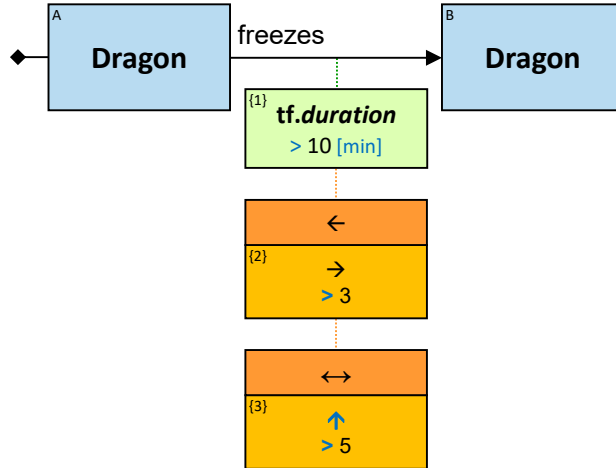 A
Dragon
freezes
B
Dragon
{1}
tf.duration
> 10 [min]
←
{2}
→
> 3
↔
{3}
↑
> 5